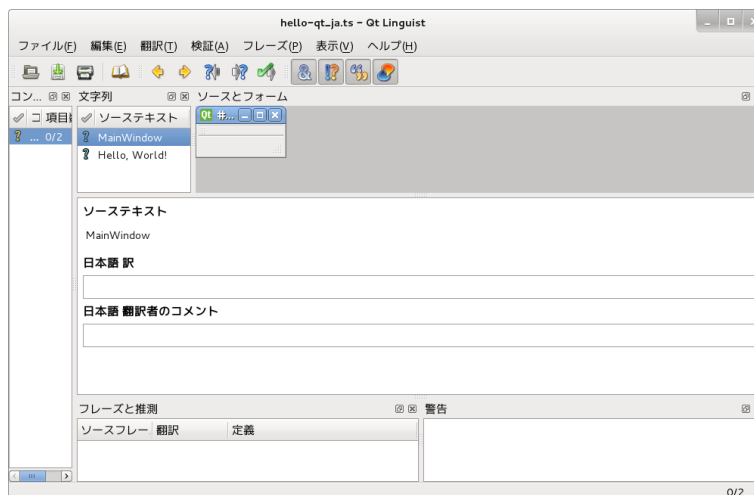 hello-qt_ja.ts - Qt Linguist
ファイル(F) 編集(E) 翻訳(T) 検証(A) フレーズ(P) 表示(V) ヘルプ(H)
コン... 文字列 ソースとフォーム
コ 項目 ソーステキスト Qt #...
... 0/2 MainWindow
Hello, World!
ソーステキスト
MainWindow
日本語 訳
日本語 翻訳者のコメント
フレーズと推測 警告
ソースフレー 翻訳 定義
0/2